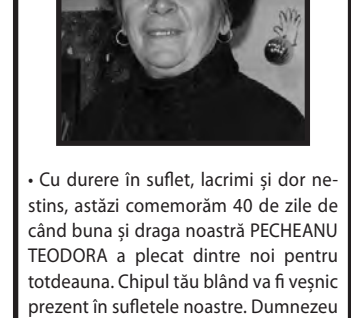 • Cu durere în suflet, lacrimi și dor ne-
stins, astăzi comemorăm 40 de zile de
când buna și draga noastră PECHEANU
TEODORA a plecat dintre noi pentru
totdeauna. Chipul tău blând va fi veșnic
prezent în sufletele noastre. Dumnezeu